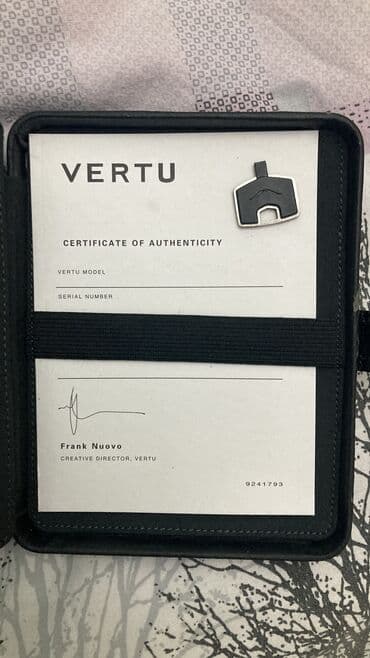 VERTU
CERTIFICATE OF AUTHENTICITY
VERTU MODEL
SERIAL NUMBER
Frank Nuovo
CREATIVE DIRECTOR, VERTU
9241793